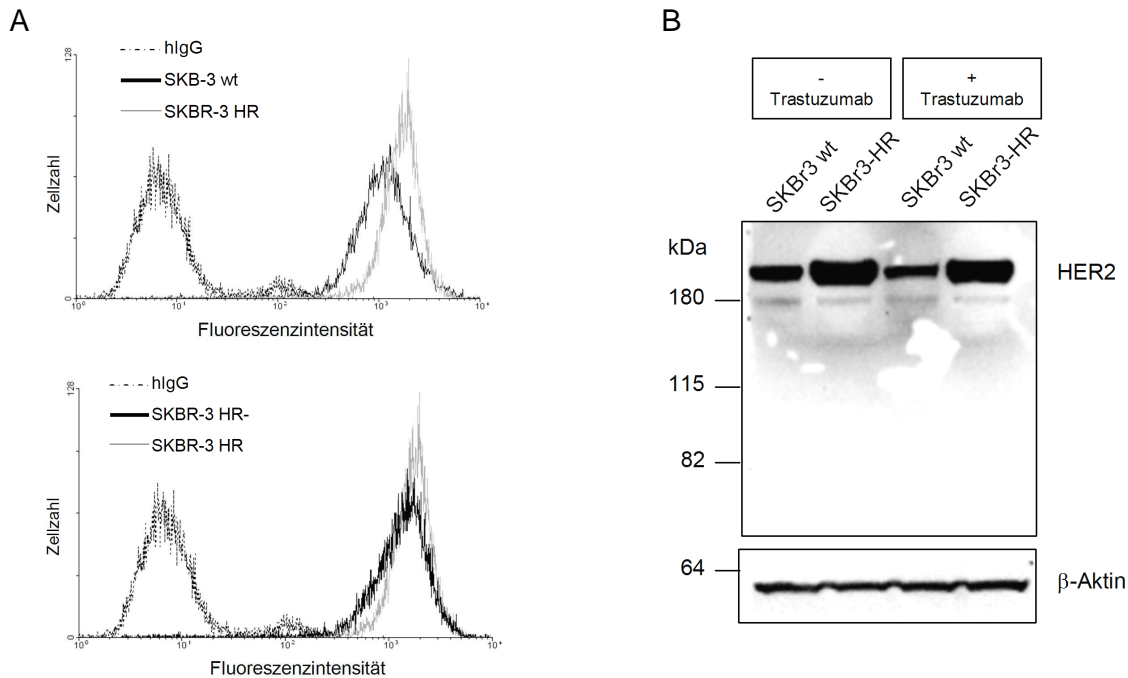 A
128
hIgG
SKB-3 wt
SKBR-3 HR
Zellzahl
0
10⁰ 10¹ 10² 10³ 10⁴
Fluoreszenzintensität
128
hIgG
SKBR-3 HR-
SKBR-3 HR
Zellzahl
0
10⁰ 10¹ 10² 10³ 10⁴
Fluoreszenzintensität
B
-
Trastuzumab
+
Trastuzumab
SKBr3 wt
SKBr3-HR
SKBr3 wt
SKBr3-HR
kDa
HER2
180
115
82
64
β-Aktin